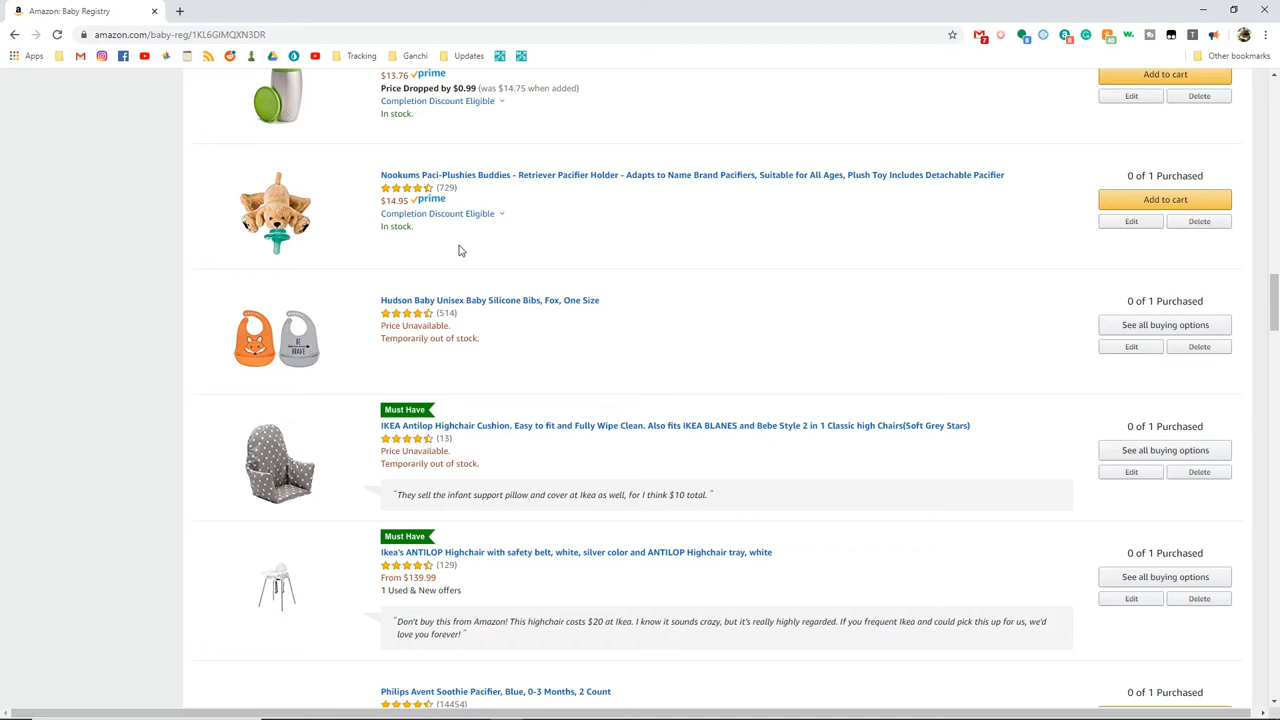 Amazon: Baby Registry
amazon.com/baby-reg/1KL6GIMQXN3DR
Apps
Tracking
Ganchi
Updates
Other bookmarks
$13.76 prime
Price Dropped by $0.99 (was $14.75 when added)
Completion Discount Eligible
In stock.
Add to cart
Edit
Delete
Nookums Paci-Plushies Buddies - Retriever Pacifier Holder - Adapts to Name Brand Pacifiers, Suitable for All Ages, Plush Toy Includes Detachable Pacifier
(729)
$14.95 prime
Completion Discount Eligible
In stock.
0 of 1 Purchased
Add to cart
Edit
Delete
Hudson Baby Unisex Baby Silicone Bibs, Fox, One Size
(514)
Price Unavailable.
Temporarily out of stock.
BE
BRAVE
0 of 1 Purchased
See all buying options
Edit
Delete
Must Have
IKEA Antilop Highchair Cushion. Easy to fit and Fully Wipe Clean. Also fits IKEA BLANES and Bebe Style 2 in 1 Classic high Chairs(Soft Grey Stars)
(13)
Price Unavailable.
Temporarily out of stock.
"They sell the infant support pillow and cover at Ikea as well, for I think $10 total. "
0 of 1 Purchased
See all buying options
Edit
Delete
Must Have
Ikea's ANTILOP Highchair with safety belt, white, silver color and ANTILOP Highchair tray, white
(129)
From $139.99
1 Used & New offers
"Don't buy this from Amazon! This highchair costs $20 at Ikea. I know it sounds crazy, but it's really highly regarded. If you frequent Ikea and could pick this up for us, we'd
love you forever! "
0 of 1 Purchased
See all buying options
Edit
Delete
Philips Avent Soothie Pacifier, Blue, 0-3 Months, 2 Count
(14454)
0 of 1 Purchased